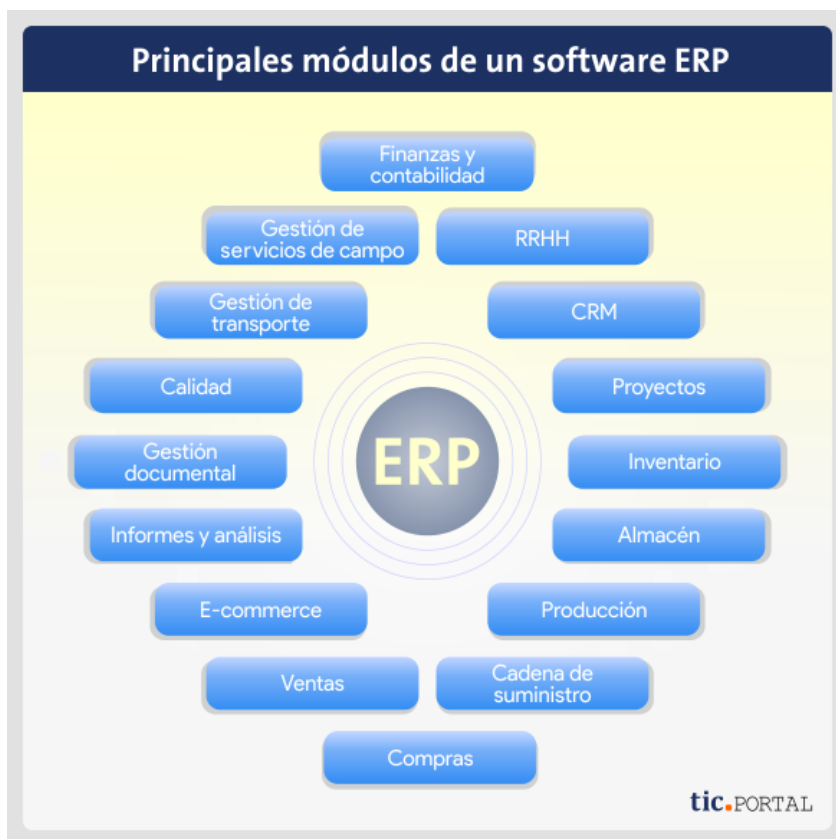 Principales módulos de un software ERP
Finanzas y
contabilidad
Gestión de
servicios de campo
RRHH
Gestión de
transporte
CRM
Calidad
Proyectos
Gestión
documental
ERP
Inventario
Informes y análisis
Almacén
E-commerce
Producción
Ventas
Cadena de
suministro
Compras
tic.PORTAL